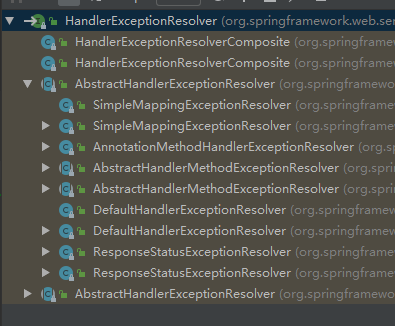 HandlerExceptionResolver (org.springframework.web.ser
HandlerExceptionResolverComposite (org.springframew
HandlerExceptionResolverComposite (org.springframew
AbstractHandlerExceptionResolver (org.springframewo
SimpleMappingExceptionResolver (org.springframew
SimpleMappingExceptionResolver (org.springframew
AnnotationMethodHandlerExceptionResolver (org.sp
AbstractHandlerMethodExceptionResolver (org.sprin
AbstractHandlerMethodExceptionResolver (org.sprin
DefaultHandlerExceptionResolver (org.springframew
DefaultHandlerExceptionResolver (org.springframew
ResponseStatusExceptionResolver (org.springframew
ResponseStatusExceptionResolver (org.springframew
AbstractHandlerExceptionResolver (org.springframewo